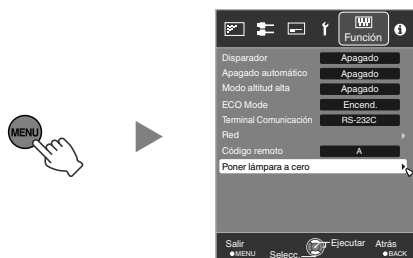 MENU
Función
Disparador Apagado
Apagado automático Apagado
Modo altitud alta Apagado
ECO Mode Encend.
Terminal Comunicación RS-232C
Red
Código remoto A
Poner lámpara a cero
Salir Ejecutar Atrás
MENU Selecc. BACK